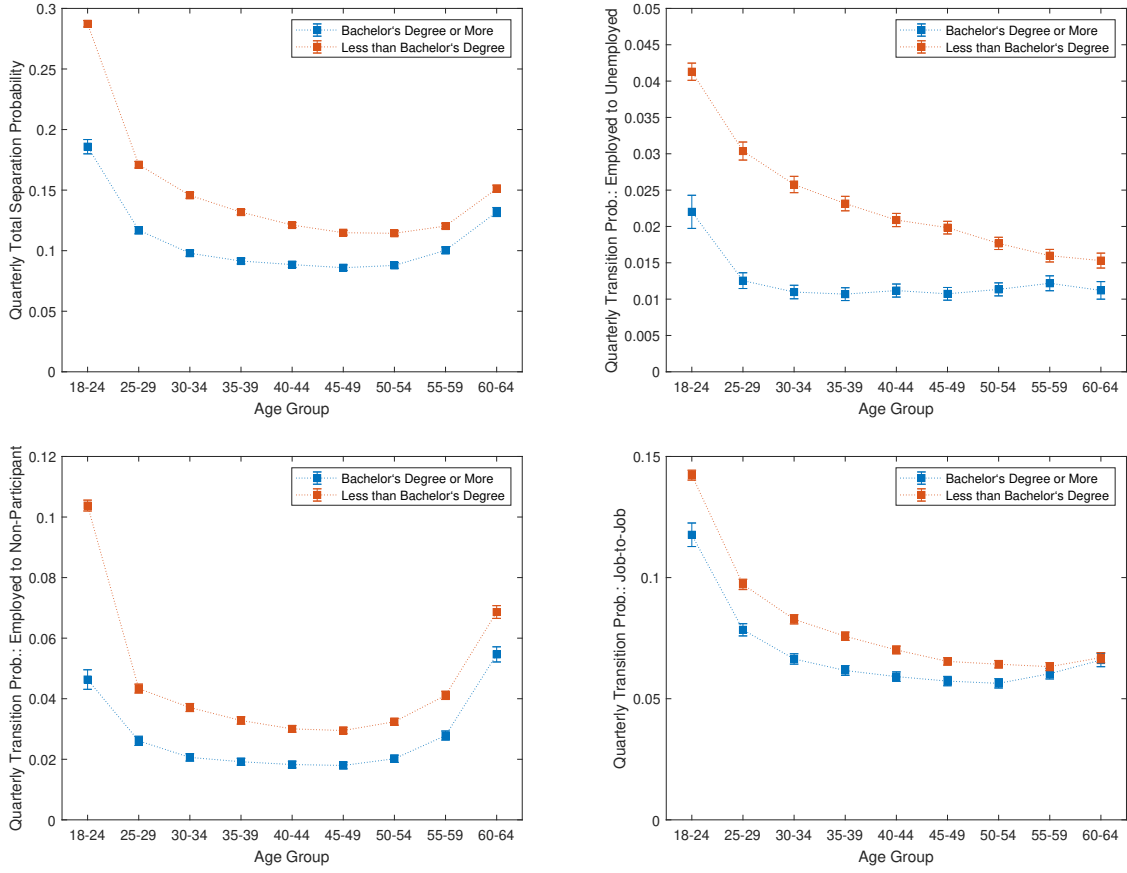 Quarterly Total Separation Probability
0.3
0.25
0.2
0.15
0.1
0.05
0
Bachelor's Degree or More
Less than Bachelor's Degree
18-24 25-29 30-34 35-39 40-44 45-49 50-54 55-59 60-64
Age Group
Quarterly Transition Prob.: Employed to Unemployed
0.05
0.045
0.04
0.035
0.03
0.025
0.02
0.015
0.01
0.005
0
Bachelor's Degree or More
Less than Bachelor's Degree
18-24 25-29 30-34 35-39 40-44 45-49 50-54 55-59 60-64
Age Group
Quarterly Transition Prob.: Employed to Non-Participant
0.12
0.1
0.08
0.06
0.04
0.02
0
Bachelor's Degree or More
Less than Bachelor's Degree
18-24 25-29 30-34 35-39 40-44 45-49 50-54 55-59 60-64
Age Group
Quarterly Transition Prob.: Job-to-Job
0.15
0.1
0.05
0
Bachelor's Degree or More
Less than Bachelor's Degree
18-24 25-29 30-34 35-39 40-44 45-49 50-54 55-59 60-64
Age Group